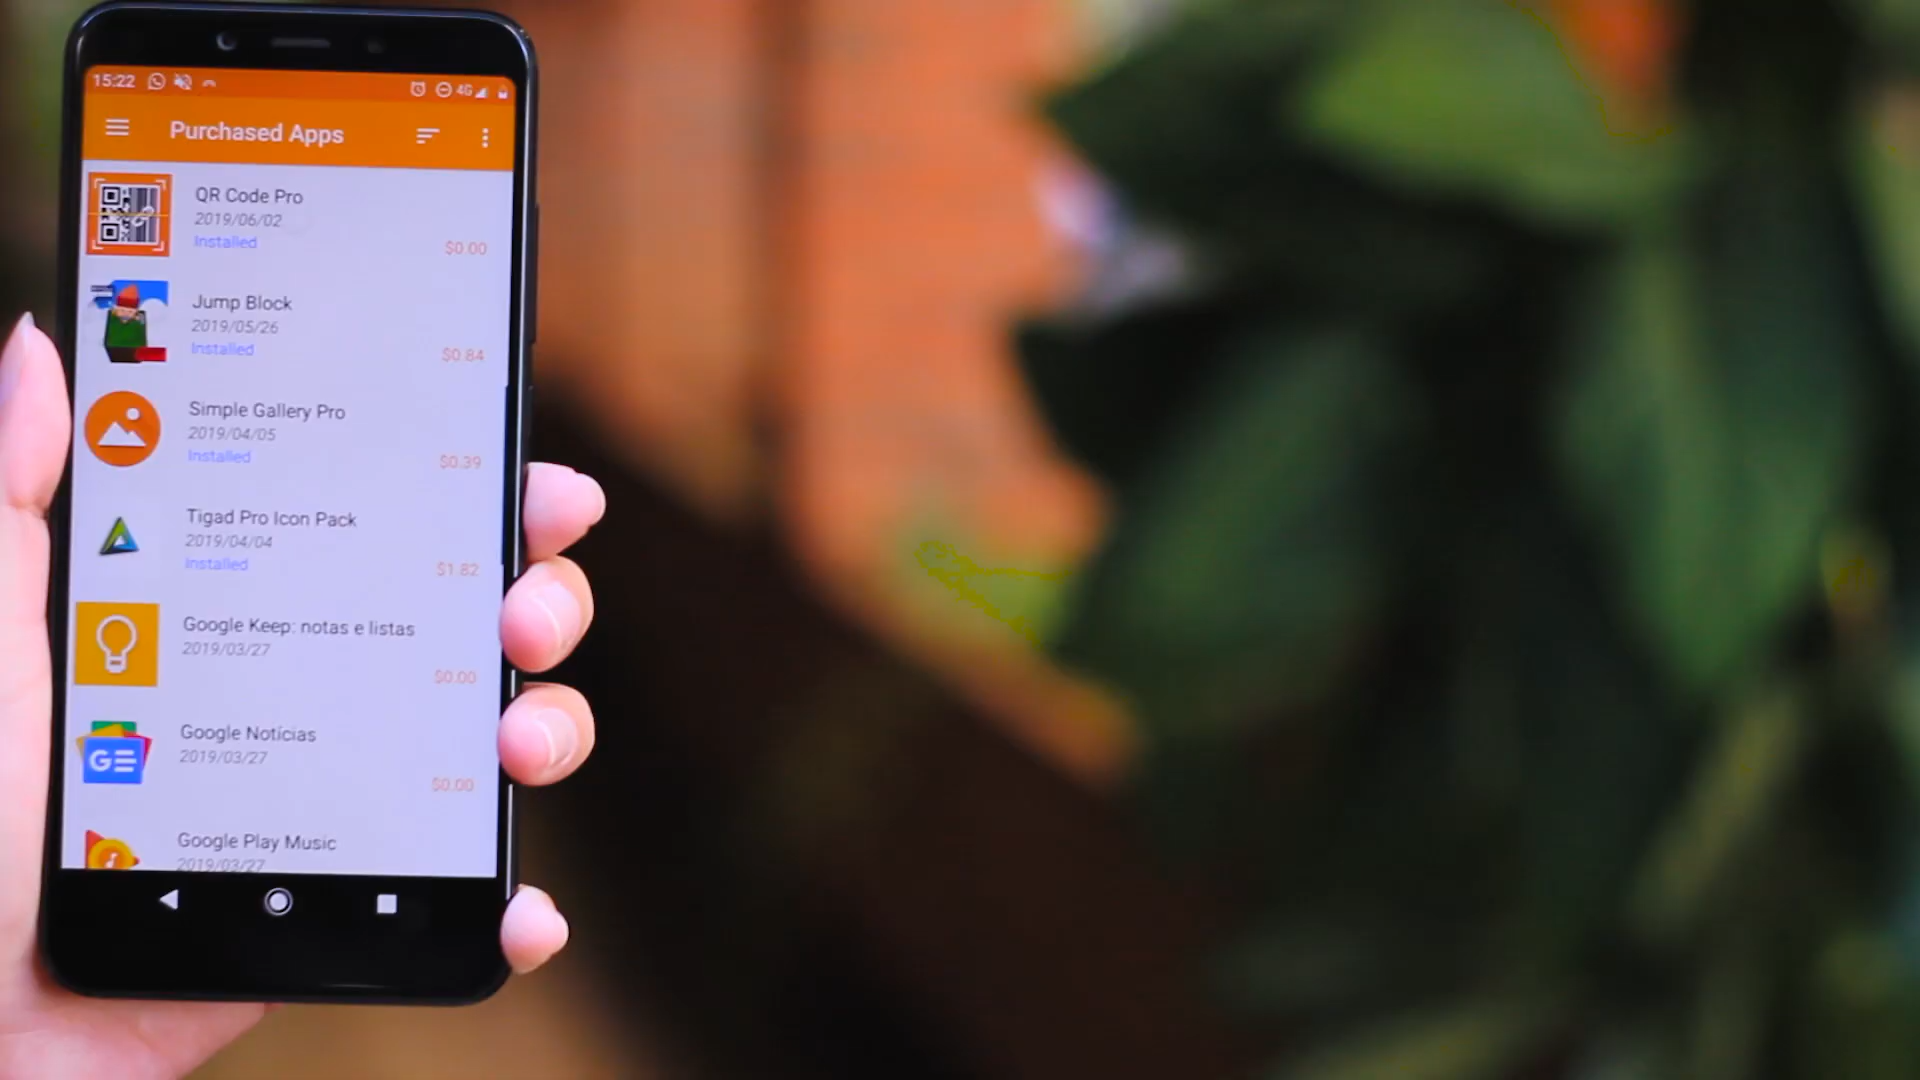 15:22
4G
Purchased Apps
QR Code Pro
2019/06/02
Installed
$0.00
Jump Block
2019/05/26
Installed
$0.84
Simple Gallery Pro
2019/04/05
Installed
$0.39
Tigad Pro Icon Pack
2019/04/04
Installed
$1.82
Google Keep: notas e listas
2019/03/27
$0.00
GE
Google Notícias
2019/03/27
$0.00
Google Play Music
2019/03/27